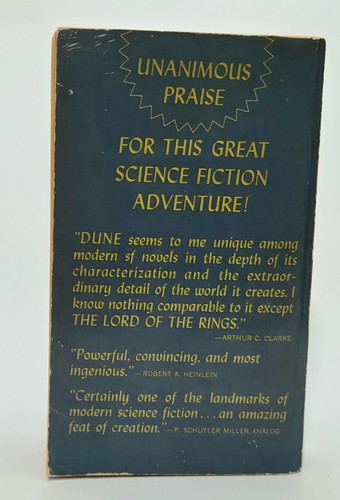 UNANIMOUS
PRAISE
FOR THIS GREAT
SCIENCE FICTION
ADVENTURE!
"DUNE seems to me unique among
modern sf novels in the depth of its
characterization and the extraor-
dinary detail of the world it creates. I
know nothing comparable to it except
THE LORD OF THE RINGS."
—ARTHUR C. CLARKE
"Powerful, convincing, and most
ingenious."—ROBERT A. HEINLEIN
"Certainly one of the landmarks of
modern science fiction...an amazing
feat of creation."—P. SCHUYLER MILLER, ANALOG